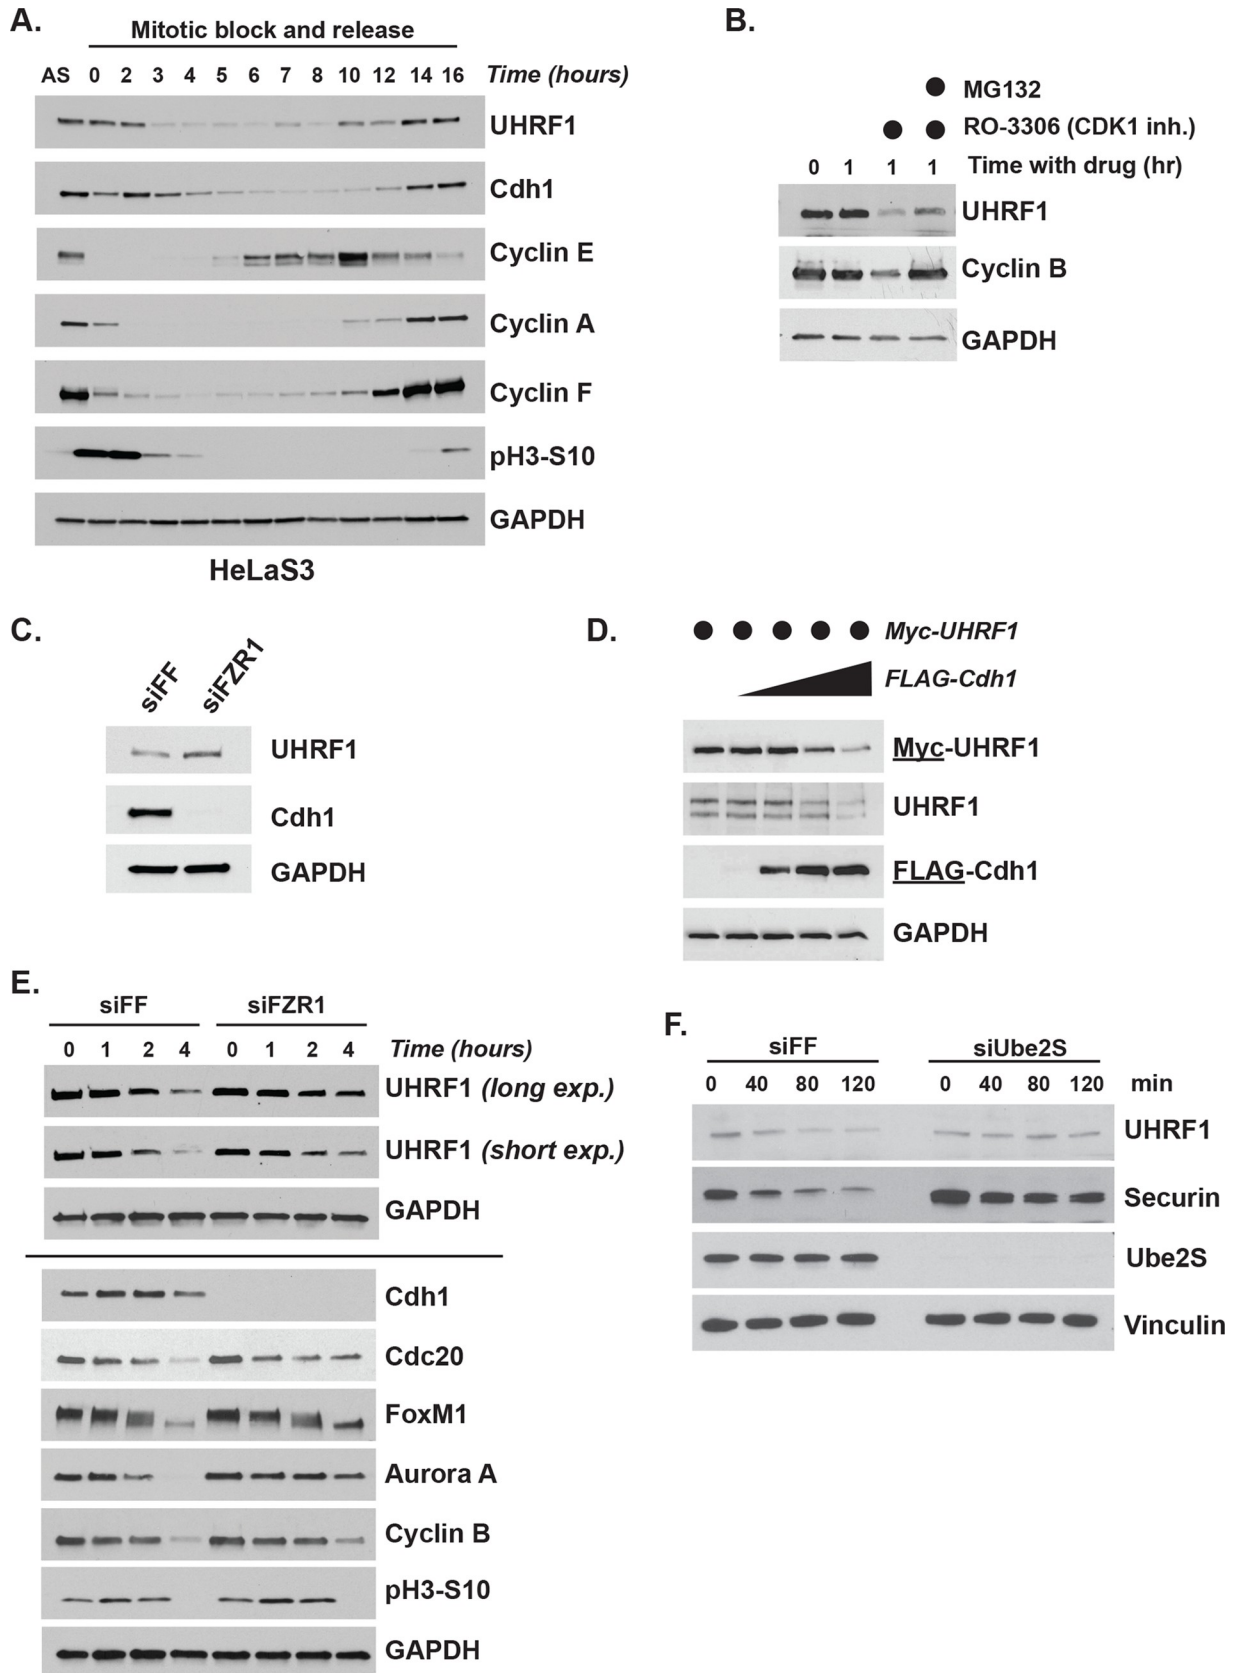 A.
Mitotic block and release
AS 0 2 3 4 5 6 7 8 10 12 14 16 Time (hours)
UHRF1
Cdh1
Cyclin E
Cyclin A
Cyclin F
pH3-S10
GAPDH
HeLaS3
B.
MG132
RO-3306 (CDK1 inh.)
0 1 1 1 Time with drug (hr)
UHRF1
Cyclin B
GAPDH
C.
siFF siFZR1
UHRF1
Cdh1
GAPDH
D.
Myc-UHRF1
FLAG-Cdh1
Myc-UHRF1
UHRF1
FLAG-Cdh1
GAPDH
E.
siFF siFZR1
0 1 2 4 0 1 2 4 Time (hours)
UHRF1 (long exp.)
UHRF1 (short exp.)
GAPDH
Cdh1
Cdc20
FoxM1
Aurora A
Cyclin B
pH3-S10
GAPDH
F.
siFF siUbe2S
0 40 80 120 0 40 80 120 min
UHRF1
Securin
Ube2S
Vinculin